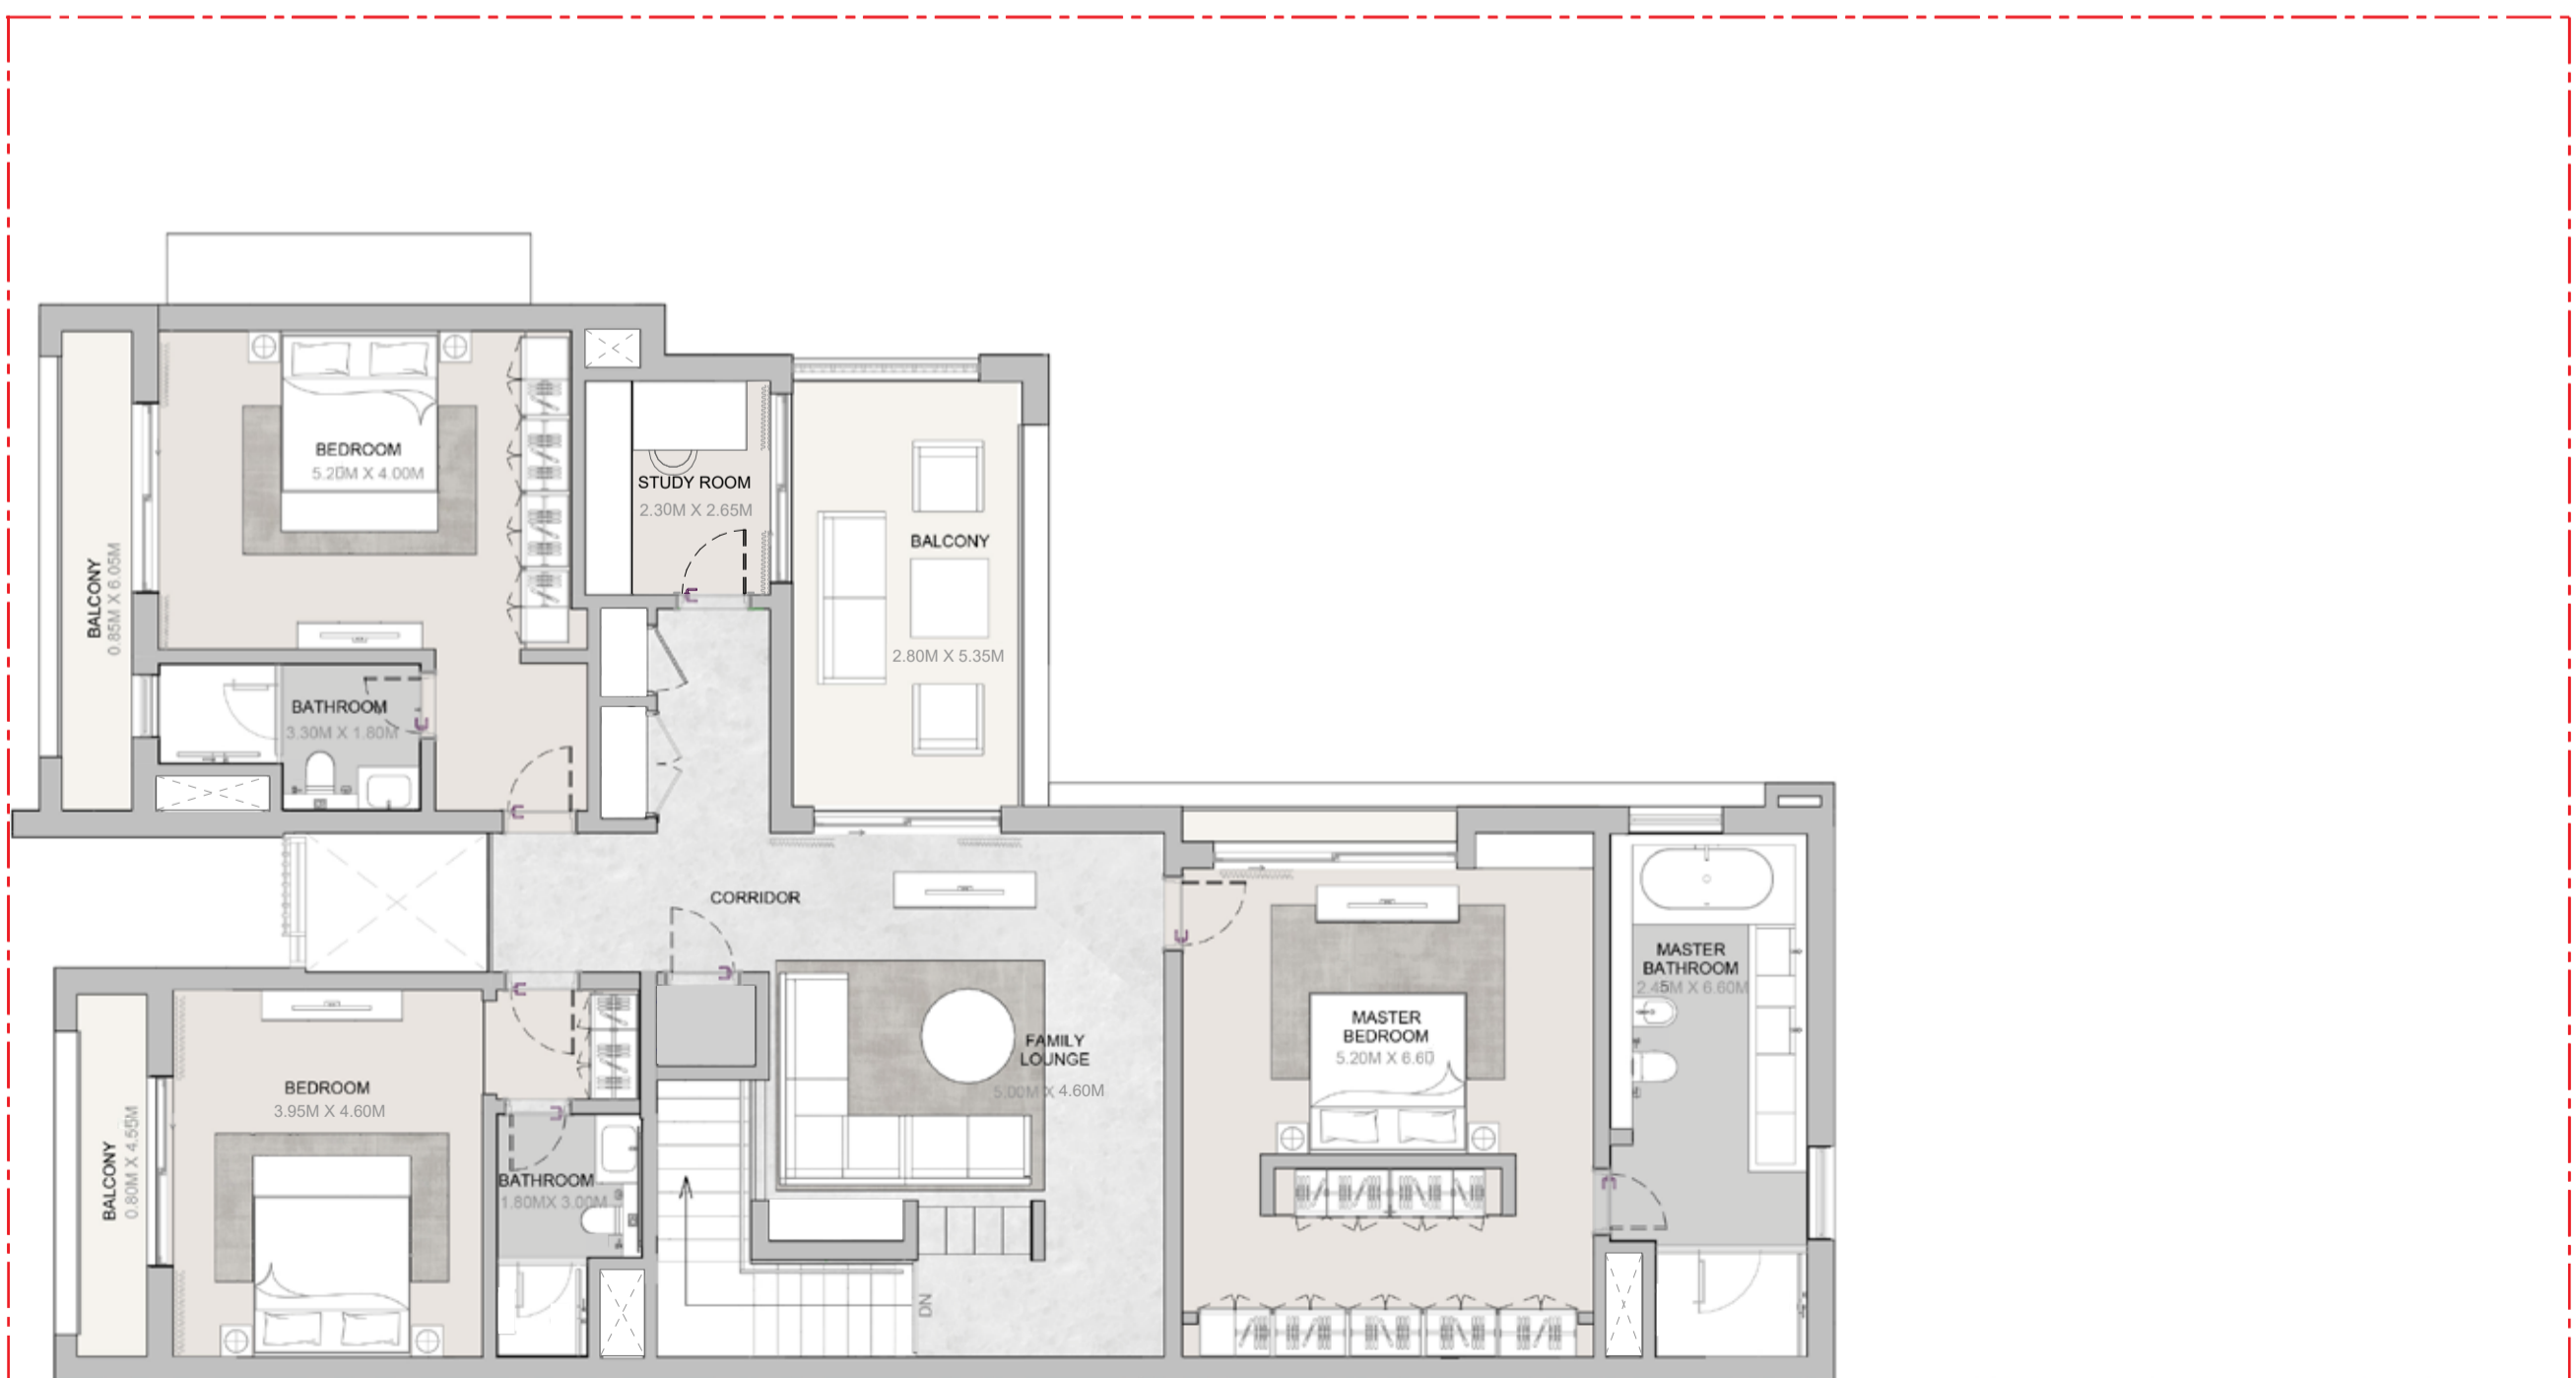 BEDROOM
5.20M X 4.00M
STUDY ROOM
2.30M X 2.65M
BALCONY
2.80M X 5.35M
BALCONY
0.85M X 6.05M
BATHROOM
3.30M X 1.80M
CORRIDOR
MASTER
BATHROOM
2.45M X 6.60M
MASTER
BEDROOM
5.20M X 6.60
FAMILY
LOUNGE
5.00M X 4.60M
BEDROOM
3.95M X 4.60M
BALCONY
0.80M X 4.55M
BATHROOM
1.80MX 3.00M
DN